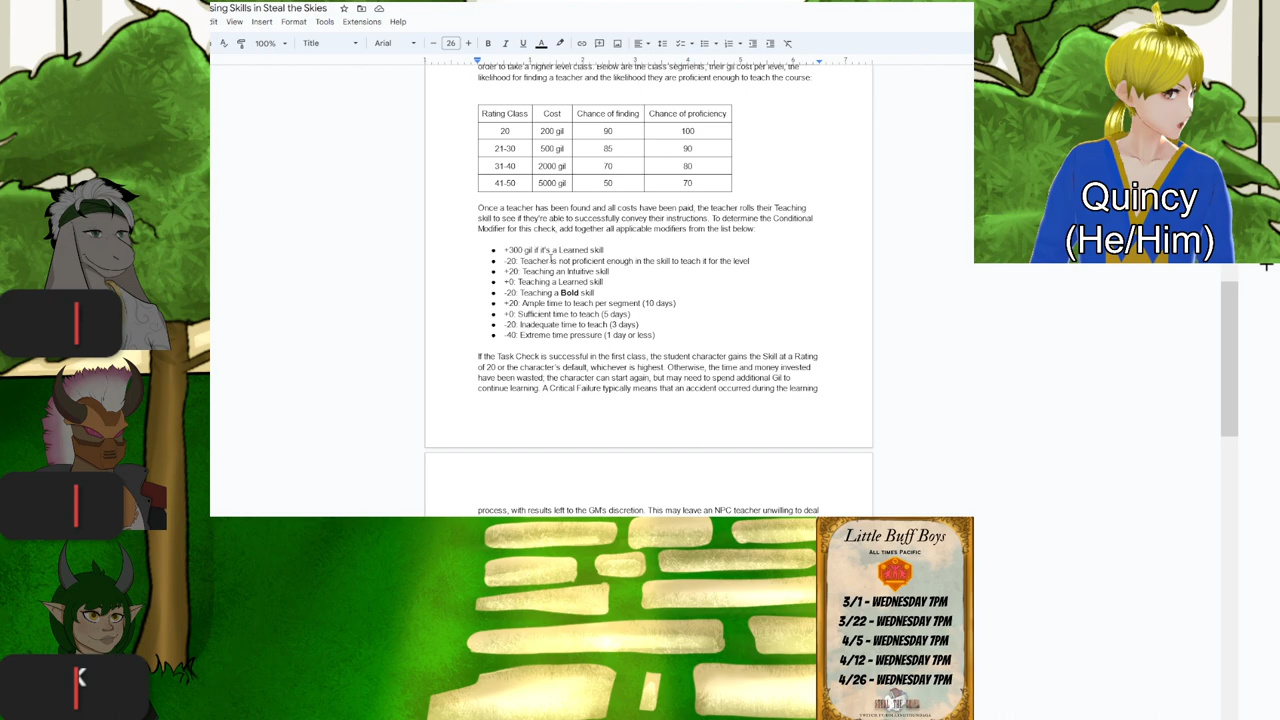 sing Skills in Steal the Skies
dit View Insert Format Tools Extensions Help
100% Title Arial 26 B I U A
1 1 2 3 4 5 6 7
order to take a higher level class. Below are the class segments, their gil cost per level, the
likelihood for finding a teacher and the likelihood they are proficient enough to teach the course:
Rating Class Cost Chance of finding Chance of proficiency
20 200 gil 90 100
21-30 500 gil 85 90
31-40 2000 gil 70 80
41-50 5000 gil 50 70
Once a teacher has been found and all costs have been paid, the teacher rolls their Teaching
skill to see if they're able to successfully convey their instructions. To determine the Conditional
Modifier for this check, add together all applicable modifiers from the list below:
+300 gil if it's a Learned skill
-20: Teacher is not proficient enough in the skill to teach it for the level
+20: Teaching an Intuitive skill
+0: Teaching a Learned skill
-20: Teaching a Bold skill
+20: Ample time to teach per segment (10 days)
+0: Sufficient time to teach (5 days)
-20: Inadequate time to teach (3 days)
-40: Extreme time pressure (1 day or less)
If the Task Check is successful in the first class, the student character gains the Skill at a Rating
of 20 or the character's default, whichever is highest. Otherwise, the time and money invested
have been wasted; the character can start again, but may need to spend additional Gil to
continue learning. A Critical Failure typically means that an accident occurred during the learning
process, with results left to the GM's discretion. This may leave an NPC teacher unwilling to deal
Quincy
(He/Him)
K
Little Buff Boys
ALL TIMES PACIFIC
3/1 - WEDNESDAY 7PM
3/22 - WEDNESDAY 7PM
4/5 - WEDNESDAY 7PM
4/12 - WEDNESDAY 7PM
4/26 - WEDNESDAY 7PM
STEAL THE SKIES